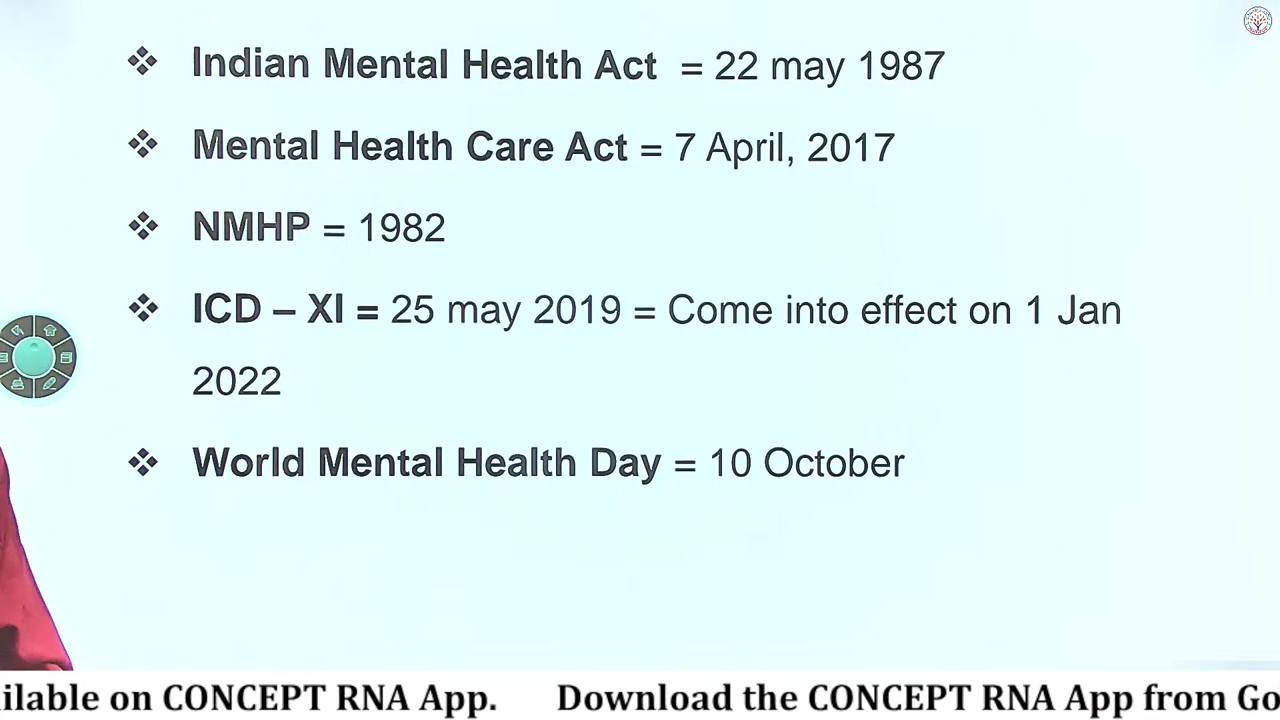 ❖ Indian Mental Health Act = 22 may 1987
❖ Mental Health Care Act = 7 April, 2017
❖ NMHP = 1982
❖ ICD – XI = 25 may 2019 = Come into effect on 1 Jan
2022
❖ World Mental Health Day = 10 October
ilable on CONCEPT RNA App. Download the CONCEPT RNA App from Go